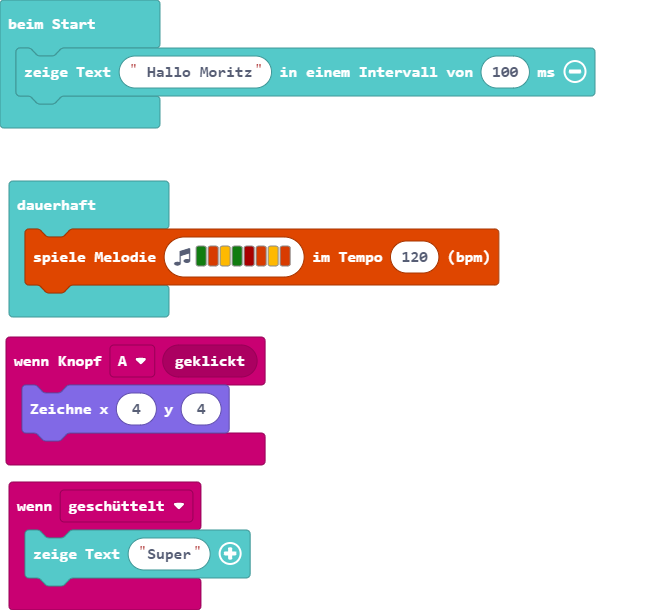 beim Start
zeige Text " Hallo Moritz" in einem Intervall von 100 ms
dauerhaft
spiele Melodie im Tempo 120 (bpm)
wenn Knopf A geklickt
Zeichne x 4 y 4
wenn geschüttelt
zeige Text "Super"